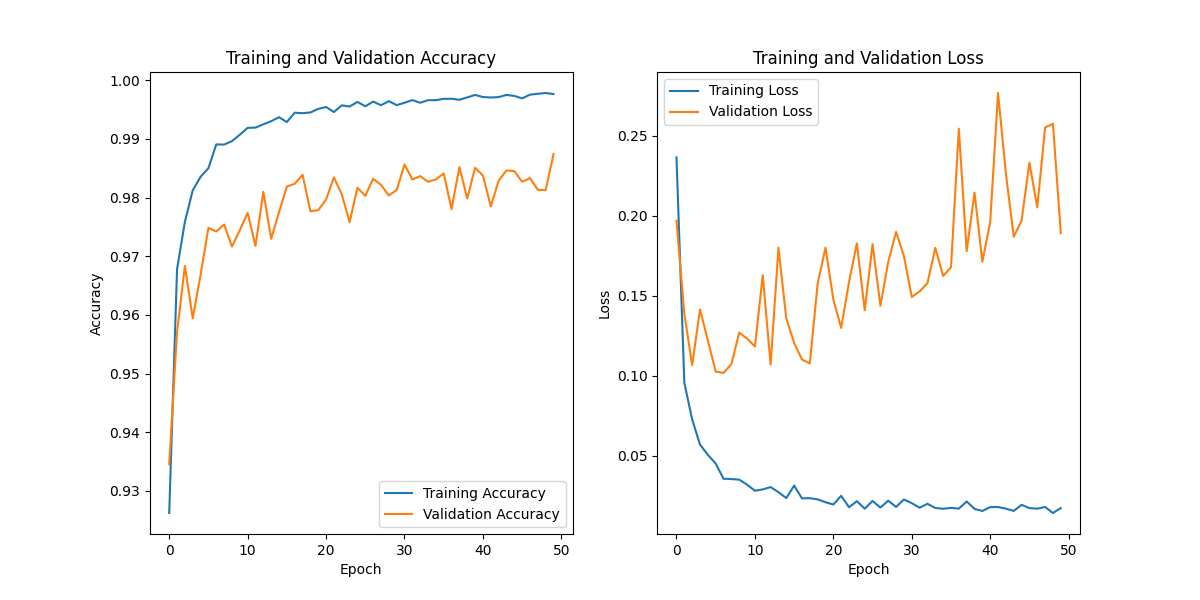 Training and Validation Accuracy
1.00
0.99
0.98
0.97
0.96
0.95
0.94
0.93
Accuracy
Training Accuracy
Validation Accuracy
0 10 20 30 40 50
Epoch
Training and Validation Loss
Training Loss
Validation Loss
0.25
0.20
0.15
0.10
0.05
Loss
0 10 20 30 40 50
Epoch